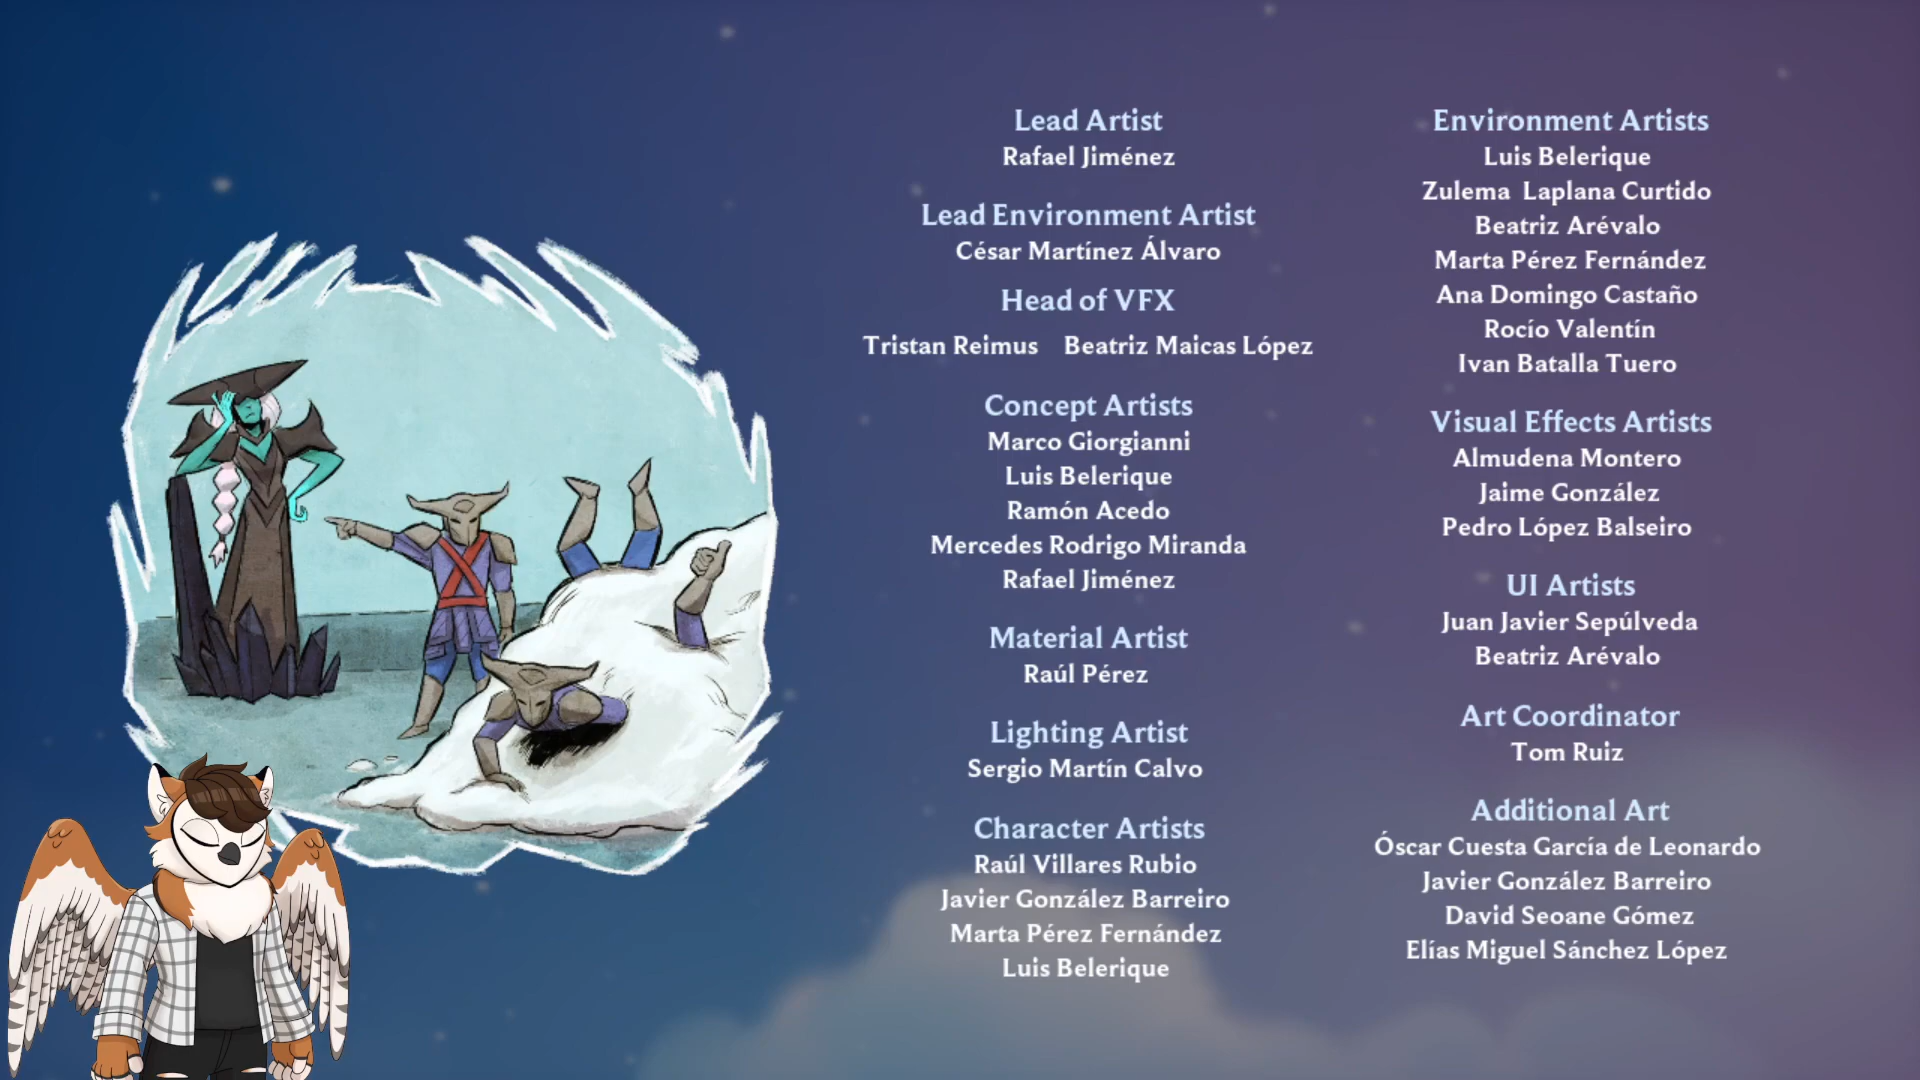 Lead Artist
Rafael Jiménez
Lead Environment Artist
César Martínez Álvaro
Head of VFX
Tristan Reimus Beatriz Maicas López
Concept Artists
Marco Giorgianni
Luis Belerique
Ramón Acedo
Mercedes Rodrigo Miranda
Rafael Jiménez
Material Artist
Raúl Pérez
Lighting Artist
Sergio Martín Calvo
Character Artists
Raúl Villares Rubio
Javier González Barreiro
Marta Pérez Fernández
Luis Belerique
Environment Artists
Luis Belerique
Zulema Laplana Curtido
Beatriz Arévalo
Marta Pérez Fernández
Ana Domingo Castaño
Rocío Valentín
Ivan Batalla Tuero
Visual Effects Artists
Almudena Montero
Jaime González
Pedro López Balseiro
UI Artists
Juan Javier Sepúlveda
Beatriz Arévalo
Art Coordinator
Tom Ruiz
Additional Art
Óscar Cuesta García de Leonardo
Javier González Barreiro
David Seoane Gómez
Elías Miguel Sánchez López